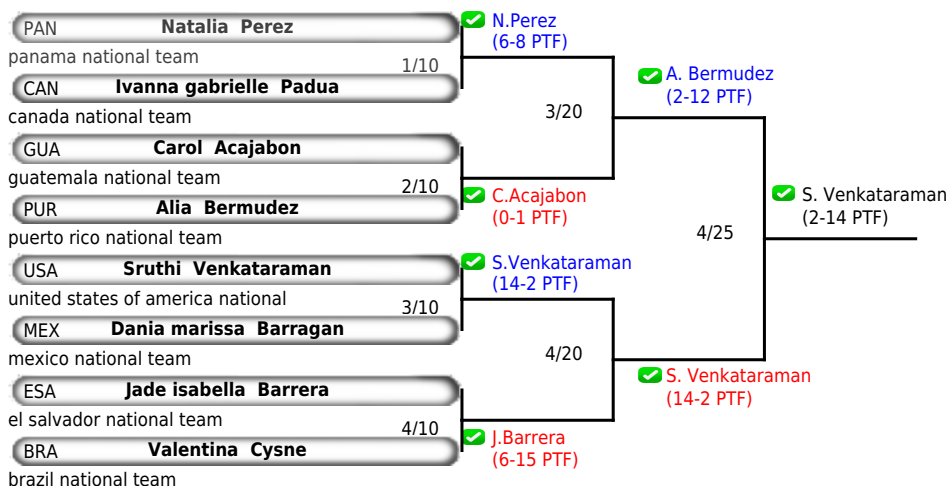 PAN Natalia Perez
panama national team
1/10
CAN Ivanna gabrielle Padua
canada national team
GUA Carol Acajabon
guatemala national team
2/10
PUR Alia Bermudez
puerto rico national team
USA Sruthi Venkataraman
united states of america national
3/10
MEX Dania marissa Barragan
mexico national team
ESA Jade isabella Barrera
el salvador national team
4/10
BRA Valentina Cysne
brazil national team
N.Perez
(6-8 PTF)
3/20
C.Acajabon
(0-1 PTF)
S.Venkataraman
(14-2 PTF)
4/20
J.Barrera
(6-15 PTF)
A. Bermudez
(2-12 PTF)
4/25
S. Venkataraman
(14-2 PTF)
S. Venkataraman
(2-14 PTF)